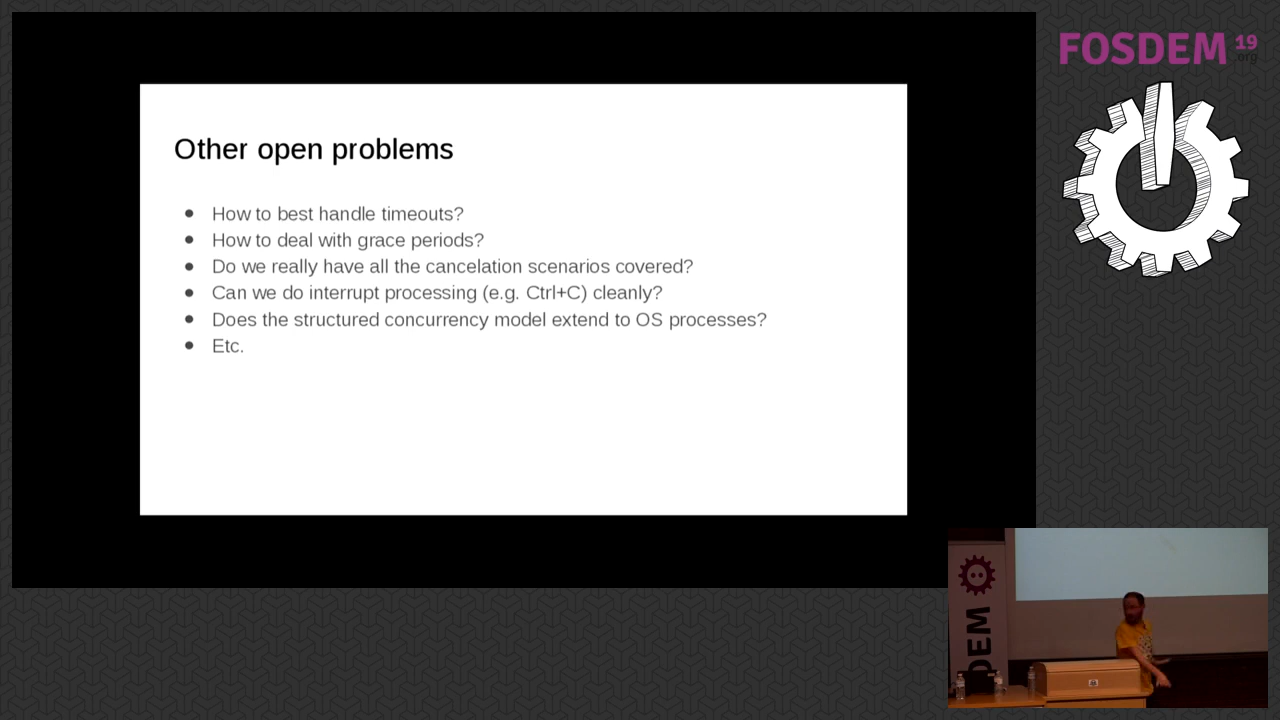 FOSDEM 19
.org
Other open problems
How to best handle timeouts?
How to deal with grace periods?
Do we really have all the cancelation scenarios covered?
Can we do interrupt processing (e.g. Ctrl+C) cleanly?
Does the structured concurrency model extend to OS processes?
Etc.
DEM